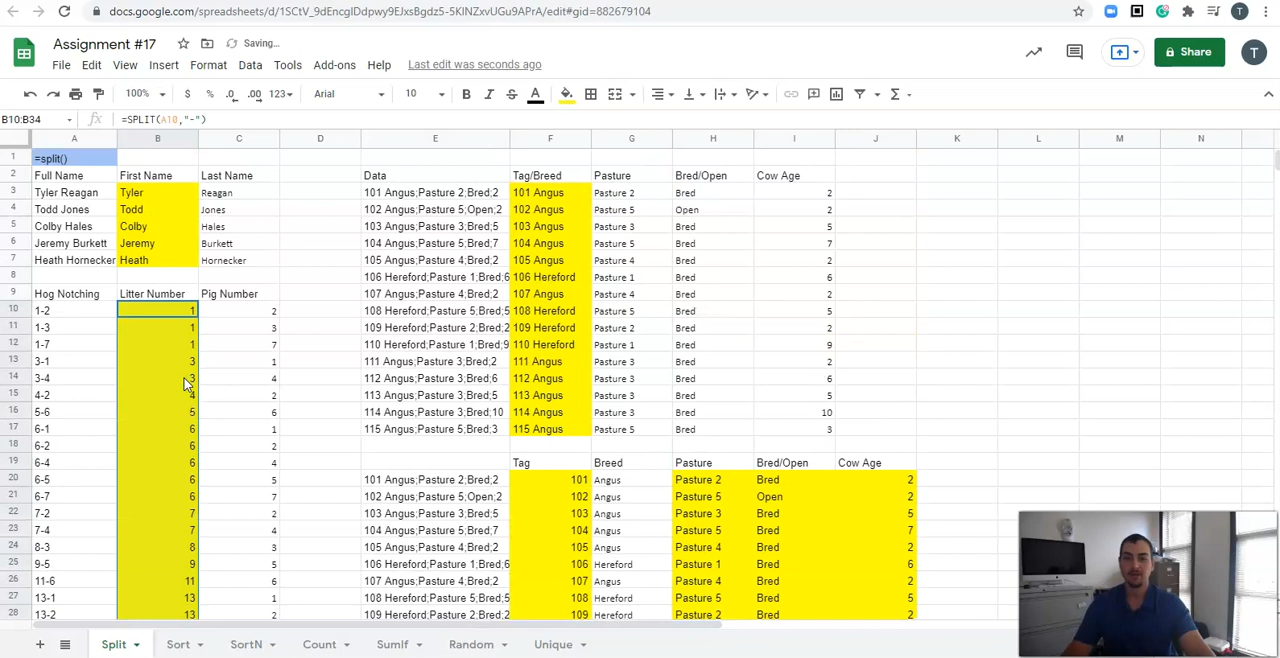 docs.google.com/spreadsheets/d/1SCtV_9dEncglDdpwy9EJxsBgdz5-5KINZxvUGu9APrA/edit#gid=882679104
T
Assignment #17 Saving...
File Edit View Insert Format Data Tools Add-ons Help Last edit was seconds ago
Share T
100% $ % .0 .00 123 Arial 10 B I S A
B10:B34 fx =SPLIT(A10,"-")
A B C D E F G H I J K L M N
1 =split()
2 Full Name First Name Last Name Data Tag/Breed Pasture Bred/Open Cow Age
3 Tyler Reagan Tyler Reagan 101 Angus;Pasture 2;Bred;2 101 Angus Pasture 2 Bred 2
4 Todd Jones Todd Jones 102 Angus;Pasture 5;Open;2 102 Angus Pasture 5 Open 2
5 Colby Hales Colby Hales 103 Angus;Pasture 3;Bred;5 103 Angus Pasture 3 Bred 5
6 Jeremy Burkett Jeremy Burkett 104 Angus;Pasture 5;Bred;7 104 Angus Pasture 5 Bred 7
7 Heath Hornecker Heath Hornecker 105 Angus;Pasture 4;Bred;2 105 Angus Pasture 4 Bred 2
8 106 Hereford;Pasture 1;Bred;6 106 Hereford Pasture 1 Bred 6
9 Hog Notching Litter Number Pig Number 107 Angus;Pasture 4;Bred;2 107 Angus Pasture 4 Bred 2
10 1-2 1 2 108 Hereford;Pasture 5;Bred;5 108 Hereford Pasture 5 Bred 5
11 1-3 1 3 109 Hereford;Pasture 2;Bred;2 109 Hereford Pasture 2 Bred 2
12 1-7 1 7 110 Hereford;Pasture 1;Bred;9 110 Hereford Pasture 1 Bred 9
13 3-1 3 1 111 Angus;Pasture 3;Bred;2 111 Angus Pasture 3 Bred 2
14 3-4 3 4 112 Angus;Pasture 3;Bred;6 112 Angus Pasture 3 Bred 6
15 4-2 4 2 113 Angus;Pasture 3;Bred;5 113 Angus Pasture 3 Bred 5
16 5-6 5 6 114 Angus;Pasture 3;Bred;10 114 Angus Pasture 3 Bred 10
17 6-1 6 1 115 Angus;Pasture 5;Bred;3 115 Angus Pasture 5 Bred 3
18 6-2 6 2
19 6-4 6 4 Tag Breed Pasture Bred/Open Cow Age
20 6-5 6 5 101 Angus;Pasture 2;Bred;2 101 Angus Pasture 2 Bred 2
21 6-7 6 7 102 Angus;Pasture 5;Open;2 102 Angus Pasture 5 Open 2
22 7-2 7 2 103 Angus;Pasture 3;Bred;5 103 Angus Pasture 3 Bred 5
23 7-4 7 4 104 Angus;Pasture 5;Bred;7 104 Angus Pasture 5 Bred 7
24 8-3 8 3 105 Angus;Pasture 4;Bred;2 105 Angus Pasture 4 Bred 2
25 9-5 9 5 106 Hereford;Pasture 1;Bred;6 106 Hereford Pasture 1 Bred 6
26 11-6 11 6 107 Angus;Pasture 4;Bred;2 107 Angus Pasture 4 Bred 2
27 13-1 13 1 108 Hereford;Pasture 5;Bred;5 108 Hereford Pasture 5 Bred 5
28 13-2 13 2 109 Hereford;Pasture 2;Bred;2 109 Hereford Pasture 2 Bred 2
Split Sort SortN Count SumIf Random Unique